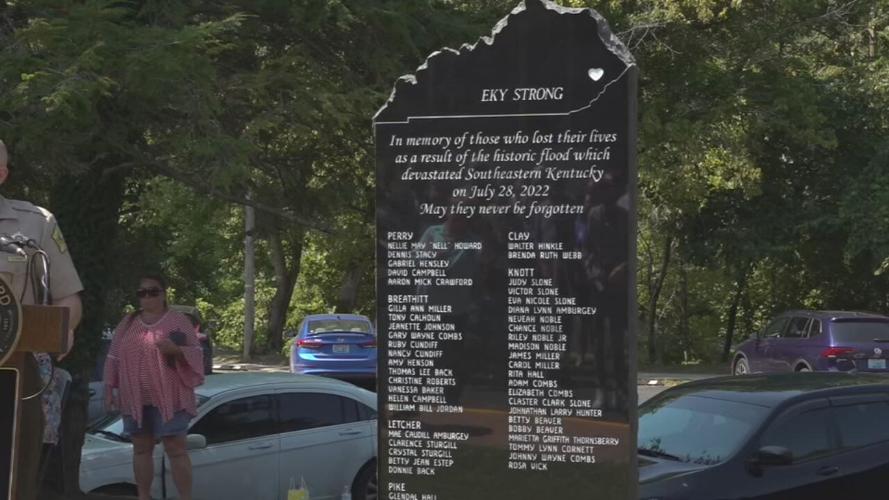 EKY STRONG
In memory of those who lost their lives
as a result of the historic flood which
devastated Southeastern Kentucky
on July 28, 2022
May they never be forgotten
PERRY
NELLIE MAY "NELL" HOWARD
DENNIS STACY
GABRIEL HENSLEY
DAVID CAMPBELL
AARON MICK CRAWFORD
BREATHITT
GILLA ANN MILLER
TONY CALHOUN
JEANETTE JOHNSON
GARY WAYNE COMBS
RUBY CUNDIFF
NANCY CUNDIFF
AMY HENSON
THOMAS LEE BACK
CHRISTINE ROBERTS
VANESSA BAKER
HELEN CAMPBELL
WILLIAM BILL JORDAN
LETCHER
MAE CAUDILL AMBURGEY
CLARENCE STURGILL
CRYSTAL STURGILL
BETTY JEAN ESTEP
DONNIE BACK
PIKE
GLENDAL HALL
CLAY
WALTER HINKLE
BRENDA RUTH WEBB
KNOTT
JUDY SLONE
VICTOR SLONE
EVA NICOLE SLONE
DIANA LYNN AMBURGEY
NEVEAH NOBLE
CHANCE NOBLE
RILEY NOBLE JR
MADISON NOBLE
JAMES MILLER
CAROL MILLER
RITA HALL
ADAM COMBS
ELIZABETH COMBS
CLASTER CLARK SLONE
JOHNATHAN LARRY HUNTER
BETTY BEAVER
BOBBY BEAVER
MARIETTA GRIFFITH THORNSBERRY
TOMMY LYNN CORNETT
JOHNNY WAYNE COMBS
ROSA VICK